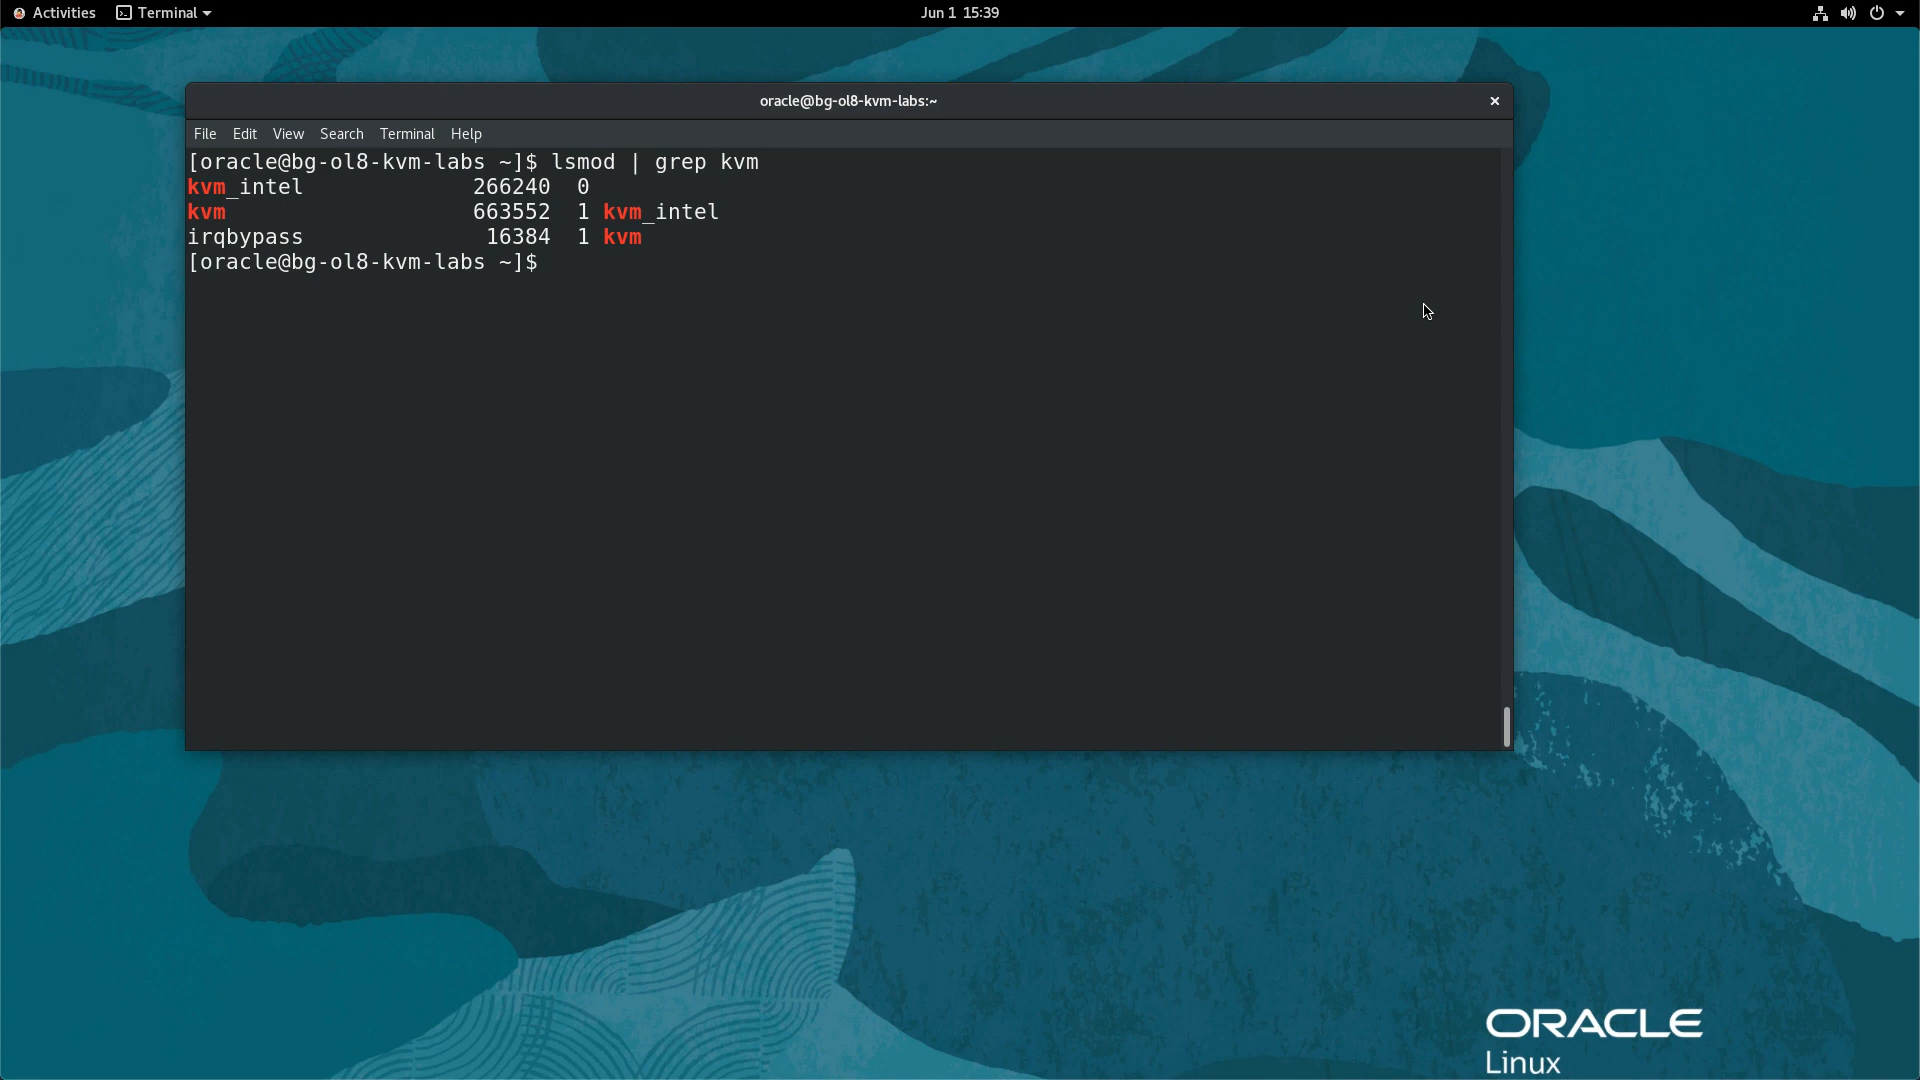 Activities Terminal Jun 1 15:39
oracle@bg-ol8-kvm-labs:~
File Edit View Search Terminal Help
[oracle@bg-ol8-kvm-labs ~]$ lsmod | grep kvm
kvm_intel             266240  0
kvm                   663552  1 kvm_intel
irqbypass              16384  1 kvm
[oracle@bg-ol8-kvm-labs ~]$
ORACLE
Linux